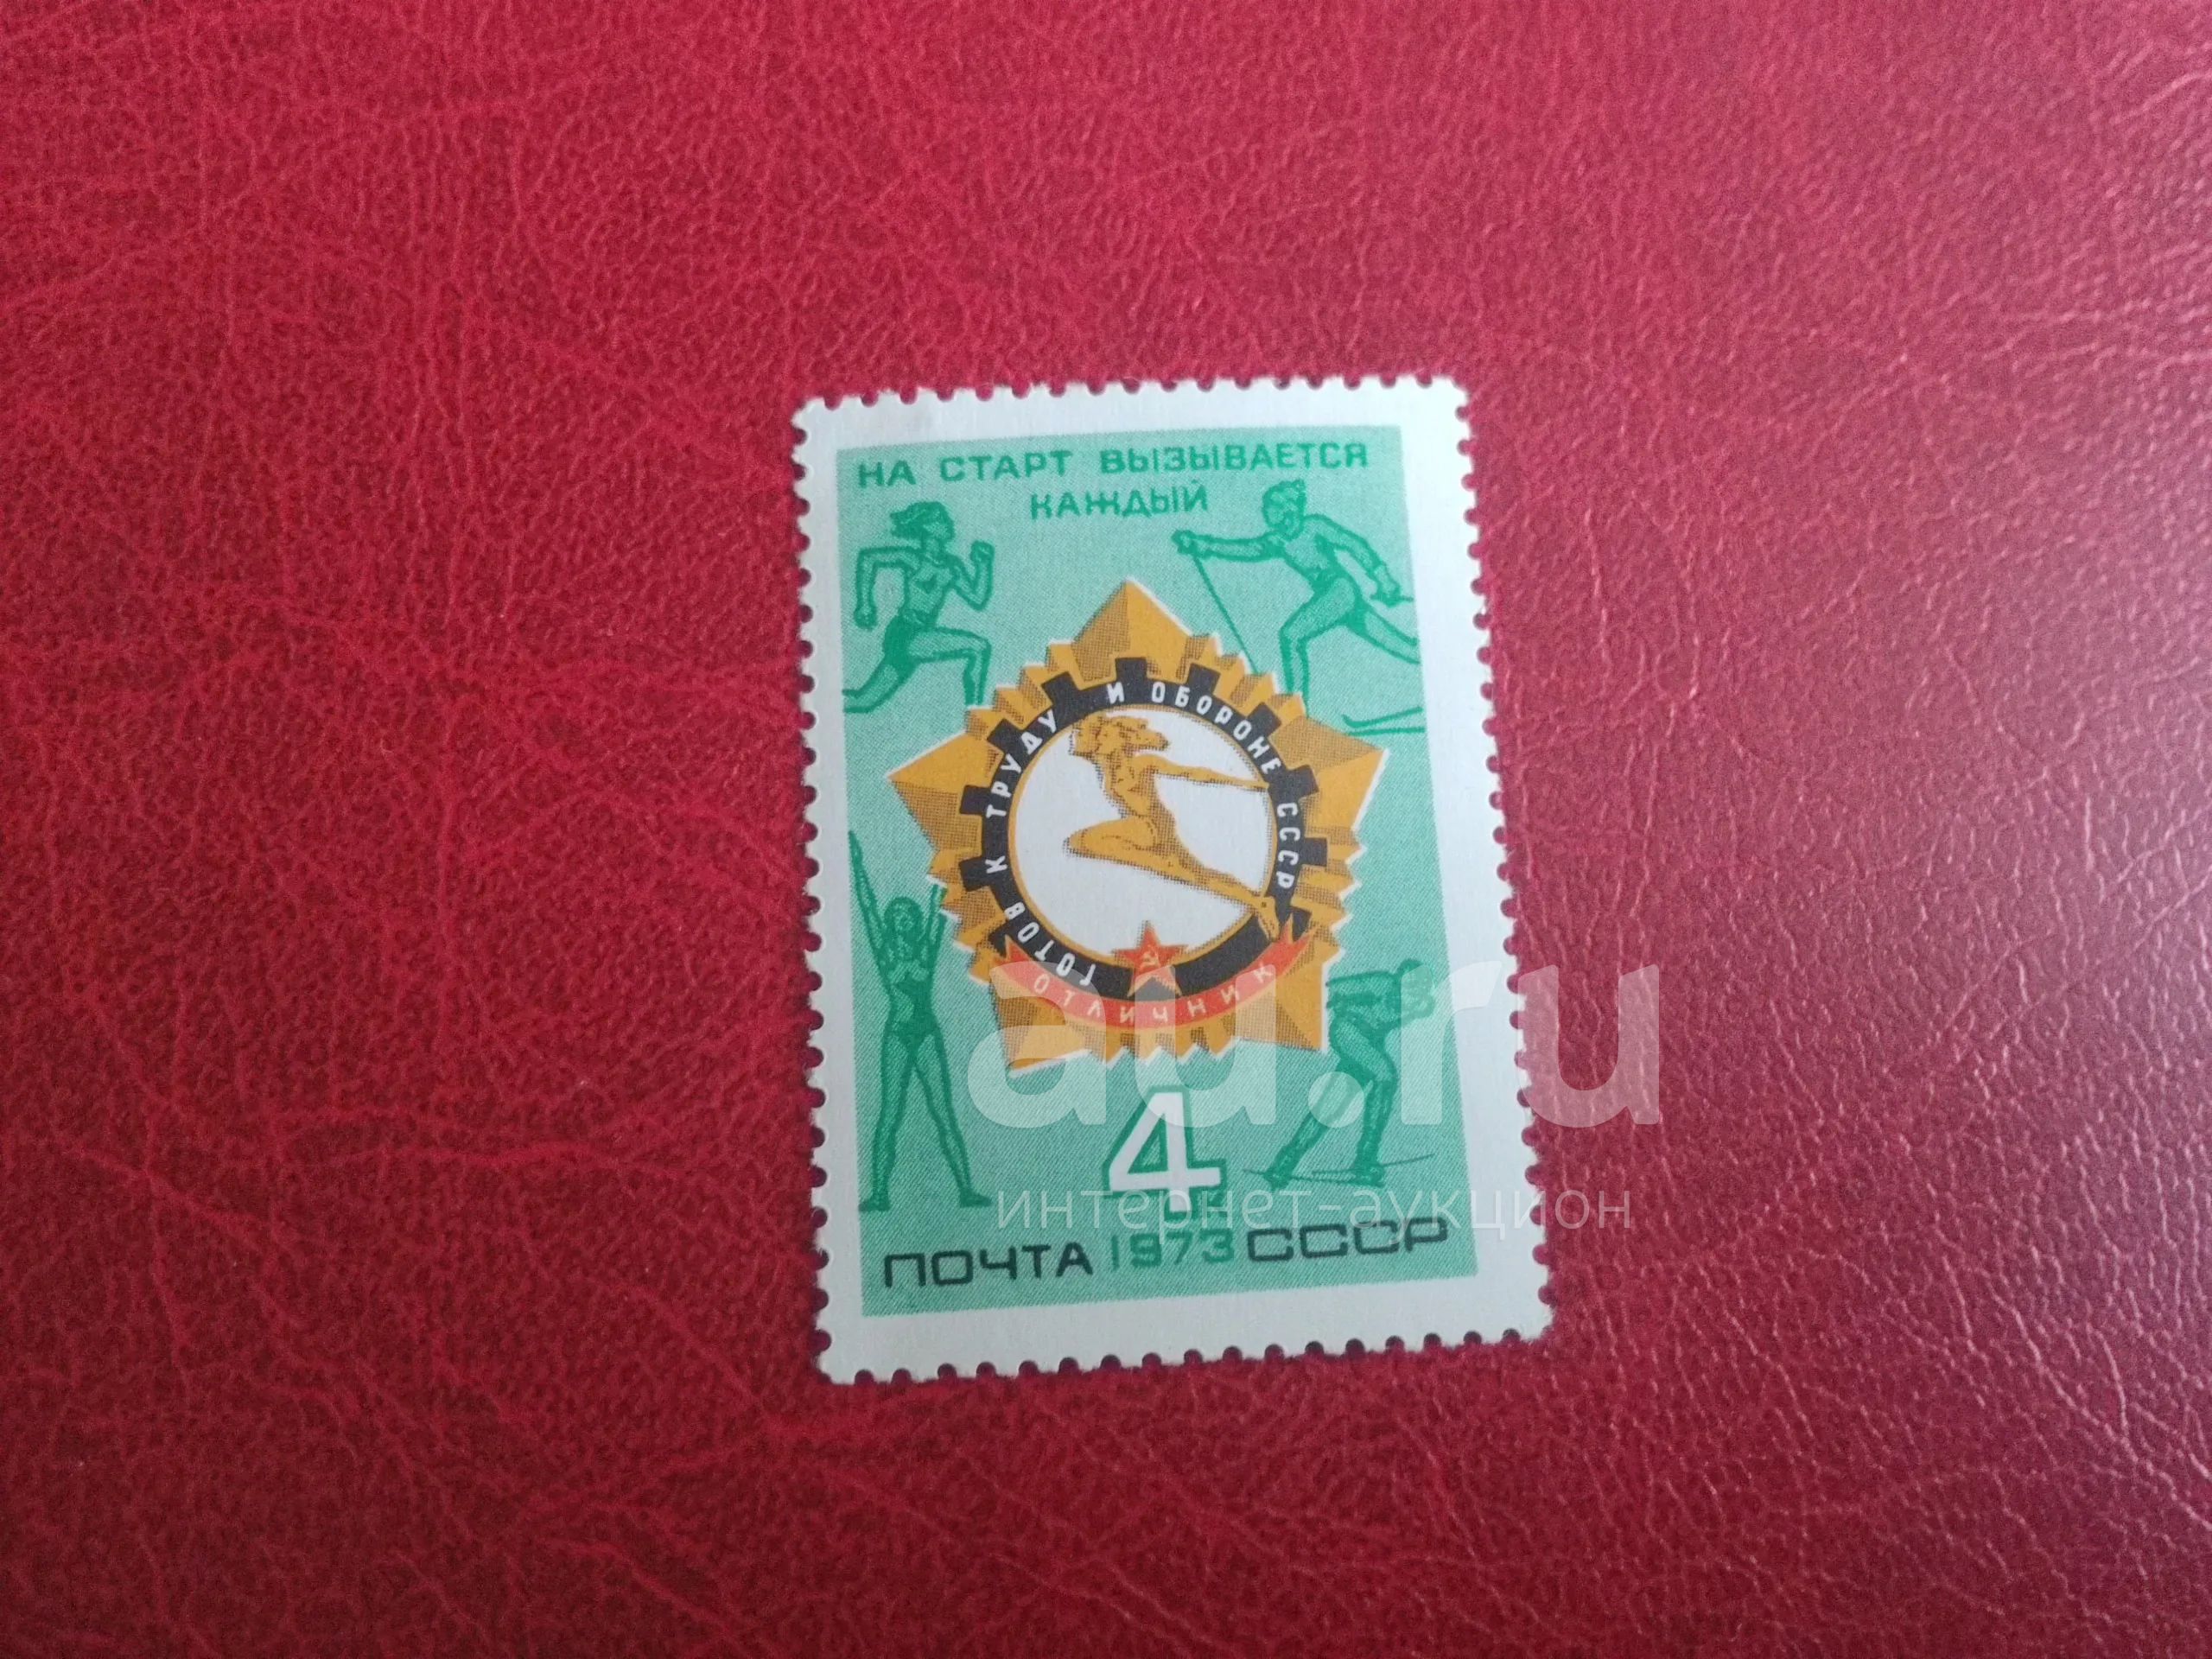 НА СТАРТ ВЫЗЫВАЕТСЯ
КАЖДЫЙ
ГОТОВ К ТРУДУ И ОБОРОНЕ СССР
ОТЛИЧНИК
4
ПОЧТА 1973 СССР
au.ru
интернет-аукцион